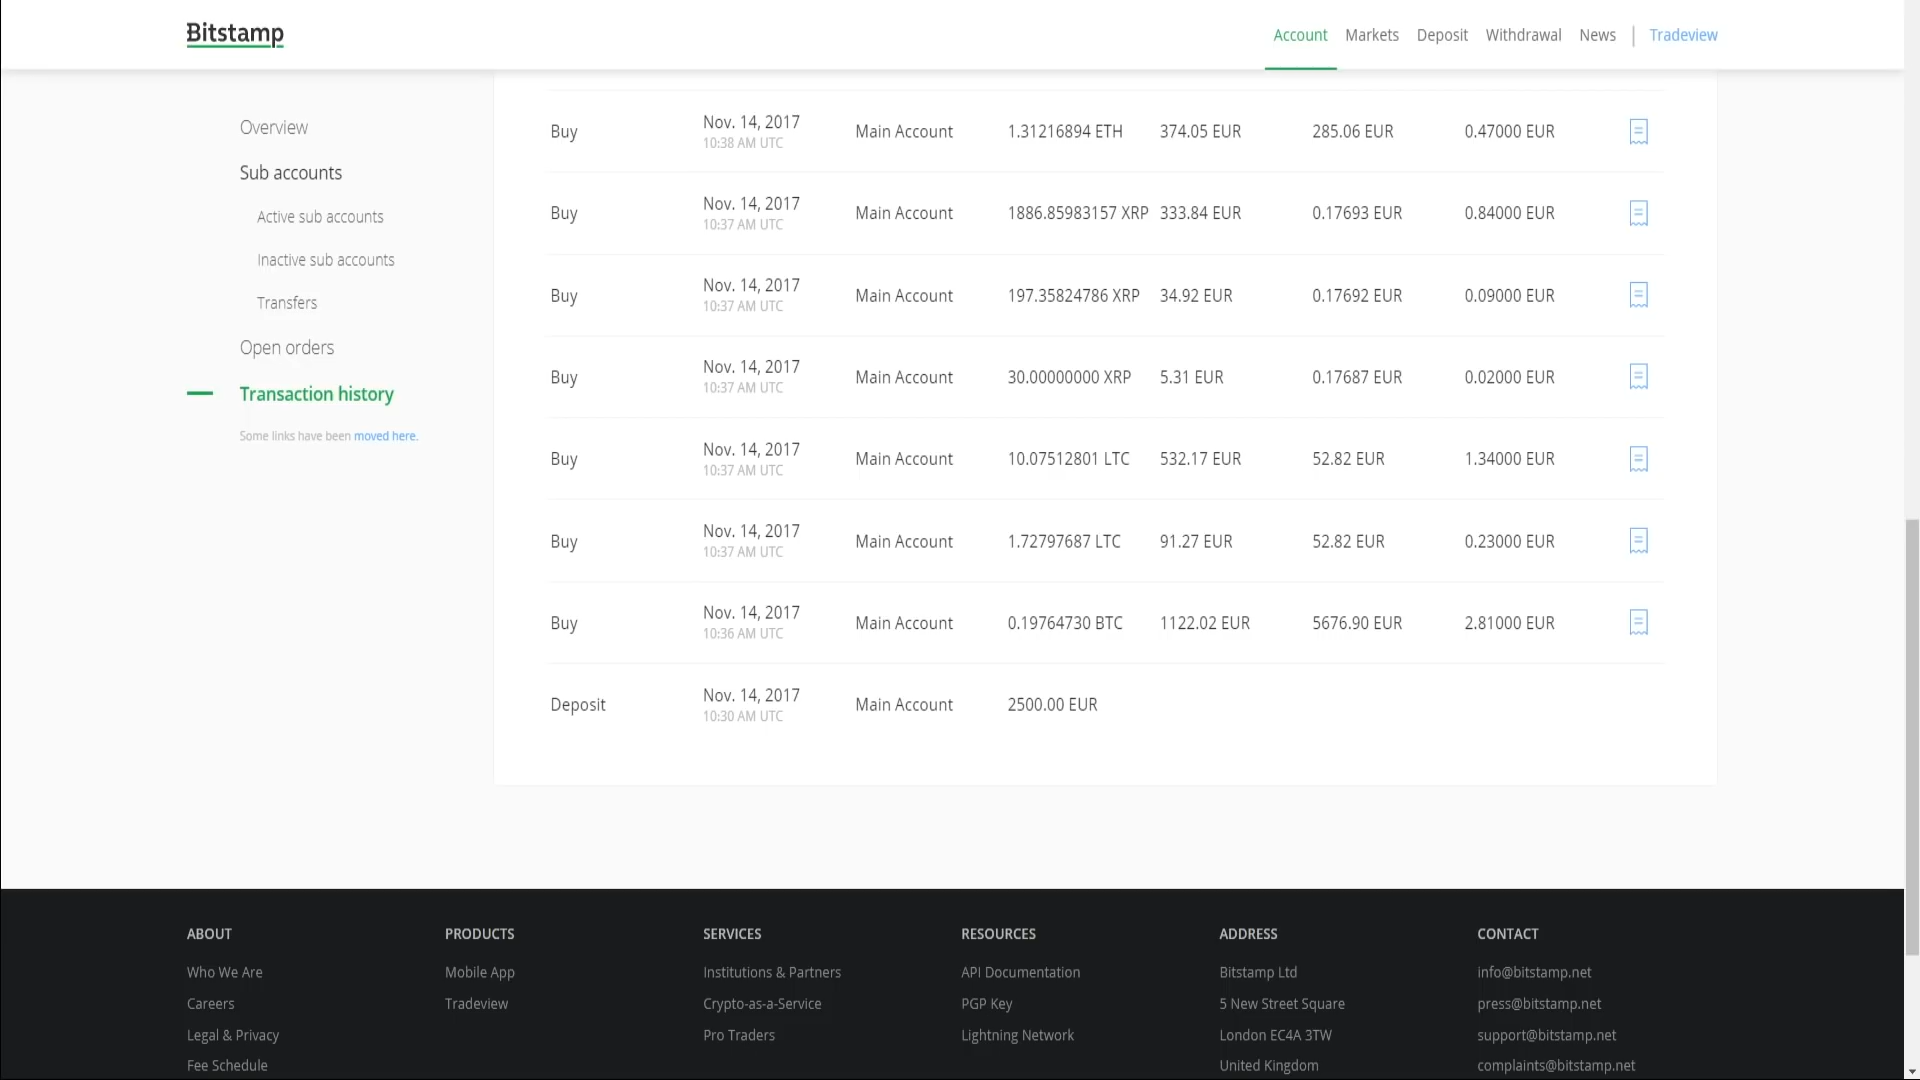 Bitstamp
Account Markets Deposit Withdrawal News | Tradeview
Overview
Sub accounts
Active sub accounts
Inactive sub accounts
Transfers
Open orders
Transaction history
Some links have been moved here.
Buy Nov. 14, 2017 Main Account 1.31216894 ETH 374.05 EUR 285.06 EUR 0.47000 EUR
10:38 AM UTC
Buy Nov. 14, 2017 Main Account 1886.85983157 XRP 333.84 EUR 0.17693 EUR 0.84000 EUR
10:37 AM UTC
Buy Nov. 14, 2017 Main Account 197.35824786 XRP 34.92 EUR 0.17692 EUR 0.09000 EUR
10:37 AM UTC
Buy Nov. 14, 2017 Main Account 30.00000000 XRP 5.31 EUR 0.17687 EUR 0.02000 EUR
10:37 AM UTC
Buy Nov. 14, 2017 Main Account 10.07512801 LTC 532.17 EUR 52.82 EUR 1.34000 EUR
10:37 AM UTC
Buy Nov. 14, 2017 Main Account 1.72797687 LTC 91.27 EUR 52.82 EUR 0.23000 EUR
10:37 AM UTC
Buy Nov. 14, 2017 Main Account 0.19764730 BTC 1122.02 EUR 5676.90 EUR 2.81000 EUR
10:36 AM UTC
Deposit Nov. 14, 2017 Main Account 2500.00 EUR
10:30 AM UTC
ABOUT
Who We Are
Careers
Legal & Privacy
Fee Schedule
PRODUCTS
Mobile App
Tradeview
SERVICES
Institutions & Partners
Crypto-as-a-Service
Pro Traders
RESOURCES
API Documentation
PGP Key
Lightning Network
ADDRESS
Bitstamp Ltd
5 New Street Square
London EC4A 3TW
United Kingdom
CONTACT
info@bitstamp.net
press@bitstamp.net
support@bitstamp.net
complaints@bitstamp.net